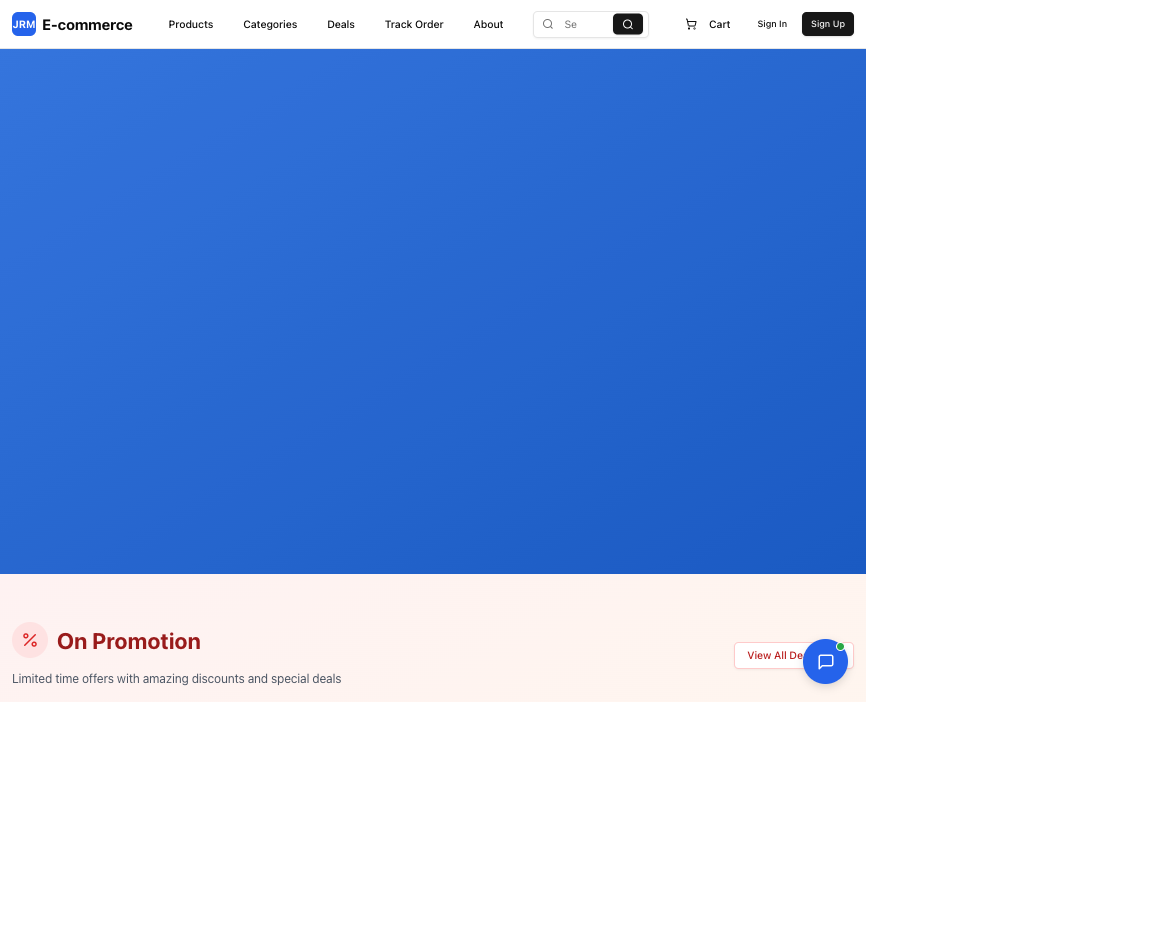 JRM E-commerce Products Categories Deals Track Order About Se Cart Sign In Sign Up
On Promotion
View All De
Limited time offers with amazing discounts and special deals